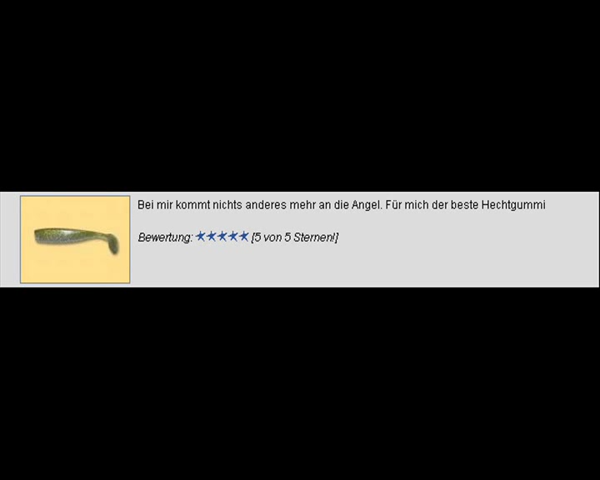 Bei mir kommt nichts anderes mehr an die Angel. Für mich der beste Hechtgummi
Bewertung: [5 von 5 Sternen!]